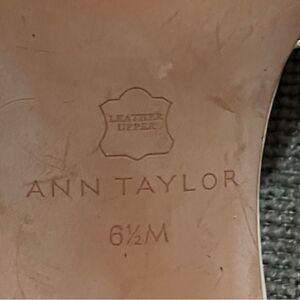 LEATHER
UPPER
ANN TAYLOR
6½M